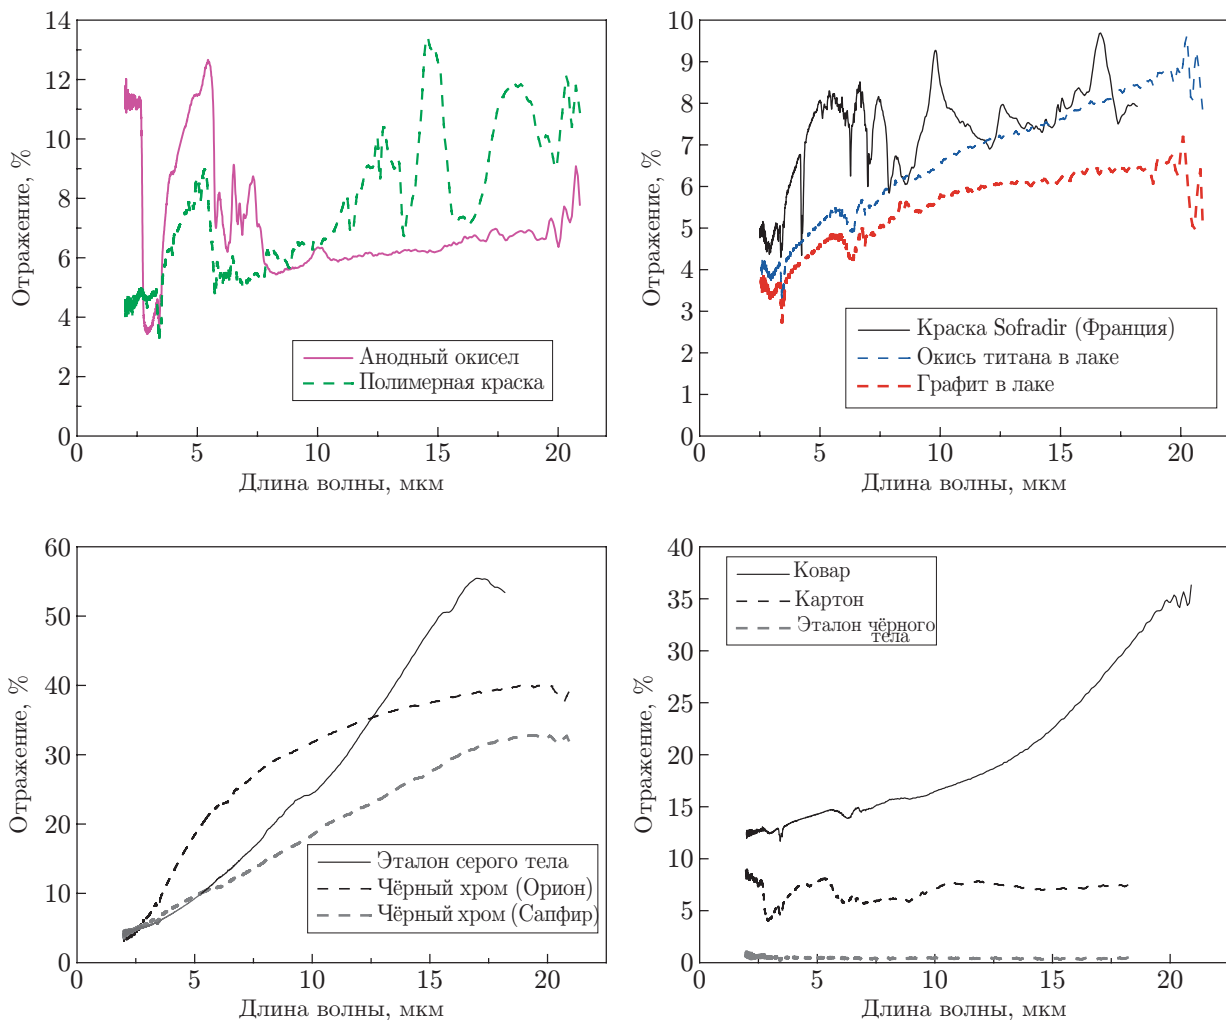 14
12
10
8
6
4
2
0
0
5
10
15
20
Отражение, %
Длина волны, мкм
Анодный окисел
Полимерная краска
10
9
8
7
6
5
4
3
2
1
0
0
5
10
15
20
Отражение, %
Длина волны, мкм
Краска Sofradir (Франция)
Окись титана в лаке
Графит в лаке
60
50
40
30
20
10
0
0
5
10
15
20
Отражение, %
Длина волны, мкм
Эталон серого тела
Чёрный хром (Орион)
Чёрный хром (Сапфир)
40
35
30
25
20
15
10
5
0
0
5
10
15
20
Отражение, %
Длина волны, мкм
Ковар
Картон
Эталон чёрного
тела